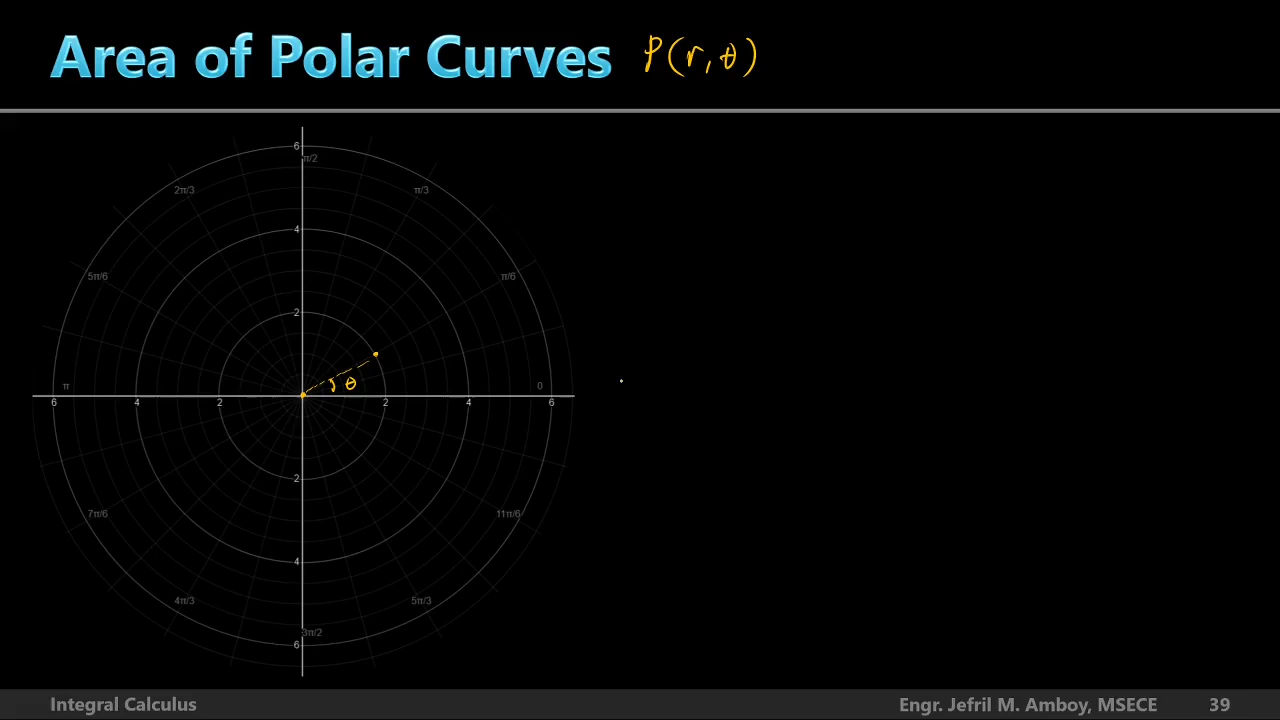 Area of Polar Curves P(r, θ)
6
π/2
2π/3 π/3
4
5π/6 π/6
2
θ
π 0
6 4 2 2 4 6
2
7π/6 11π/6
4
4π/3 5π/3
3π/2
6
Integral Calculus Engr. Jefril M. Amboy, MSECE 39